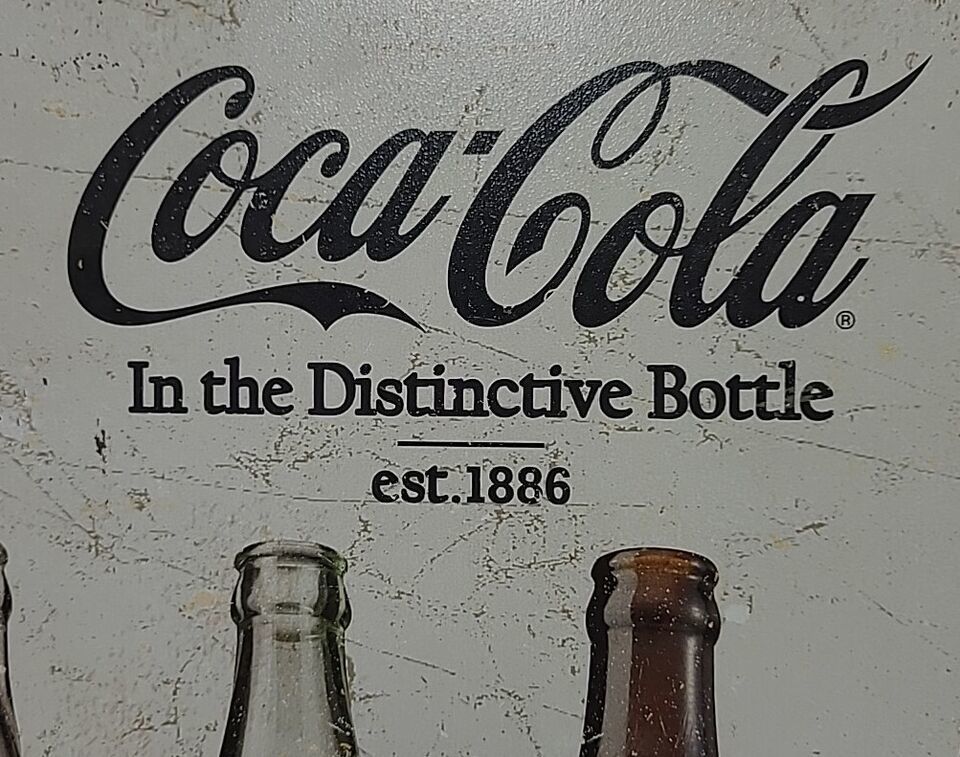 Coca-Cola®
In the Distinctive Bottle
est.1886